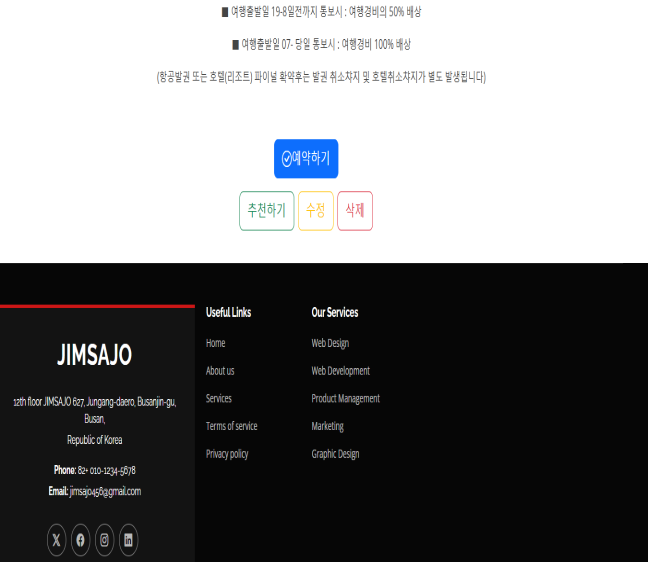 ■ 여행출발일 19-8일전까지 통보시 : 여행경비의 50% 배상
■ 여행출발일 07- 당일 통보시 : 여행경비 100% 배상
(항공발권 또는 호텔(리조트) 파이널 확약후는 발권 취소챠지 및 호텔취소챠지가 별도 발생됩니다)
예약하기
추천하기 수정 삭제
JIMSAJO
12th floor JIMSAJO 627, Jungang-daero, Busanjin-gu,
Busan,
Republic of Korea
Phone: 82+ 010-1234-5678
Email: jimsajo456@gmail.com
Useful Links
Home
About us
Services
Terms of service
Privacy policy
Our Services
Web Design
Web Development
Product Management
Marketing
Graphic Design